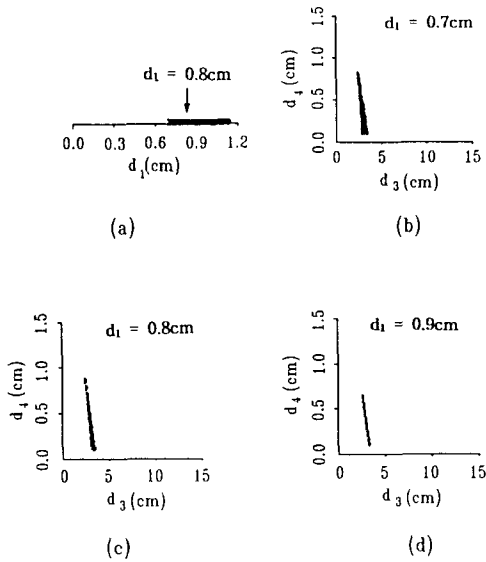 d₁ = 0.8cm
0.0 0.3 0.6 0.9 1.2
d₁(cm)
(a)
d₁ = 0.7cm
1.5
1.0
0.5
0.0
d₄ (cm)
0 5 10 15
d₃ (cm)
(b)
d₁ = 0.8cm
1.5
1.0
0.5
0.0
d₄ (cm)
0 5 10 15
d₃ (cm)
(c)
d₁ = 0.9cm
1.5
1.0
0.5
0.0
d₄ (cm)
0 5 10 15
d₃ (cm)
(d)